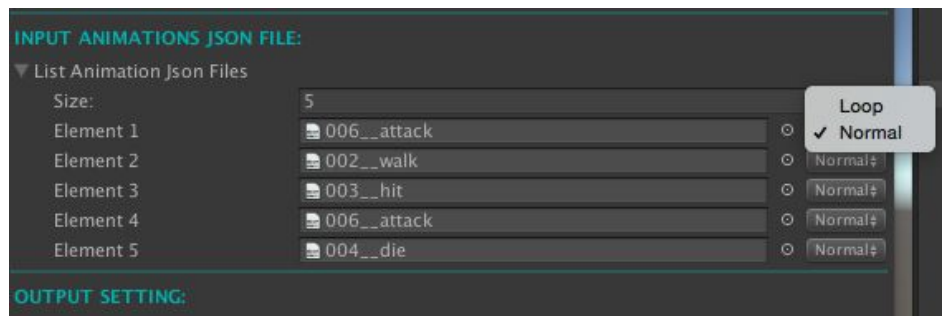 INPUT ANIMATIONS JSON FILE:
List Animation Json Files
Size: 5
Loop
Element 1 006__attack Normal
Element 2 002__walk Normal
Element 3 003__hit Normal
Element 4 006__attack Normal
Element 5 004__die Normal
OUTPUT SETTING: